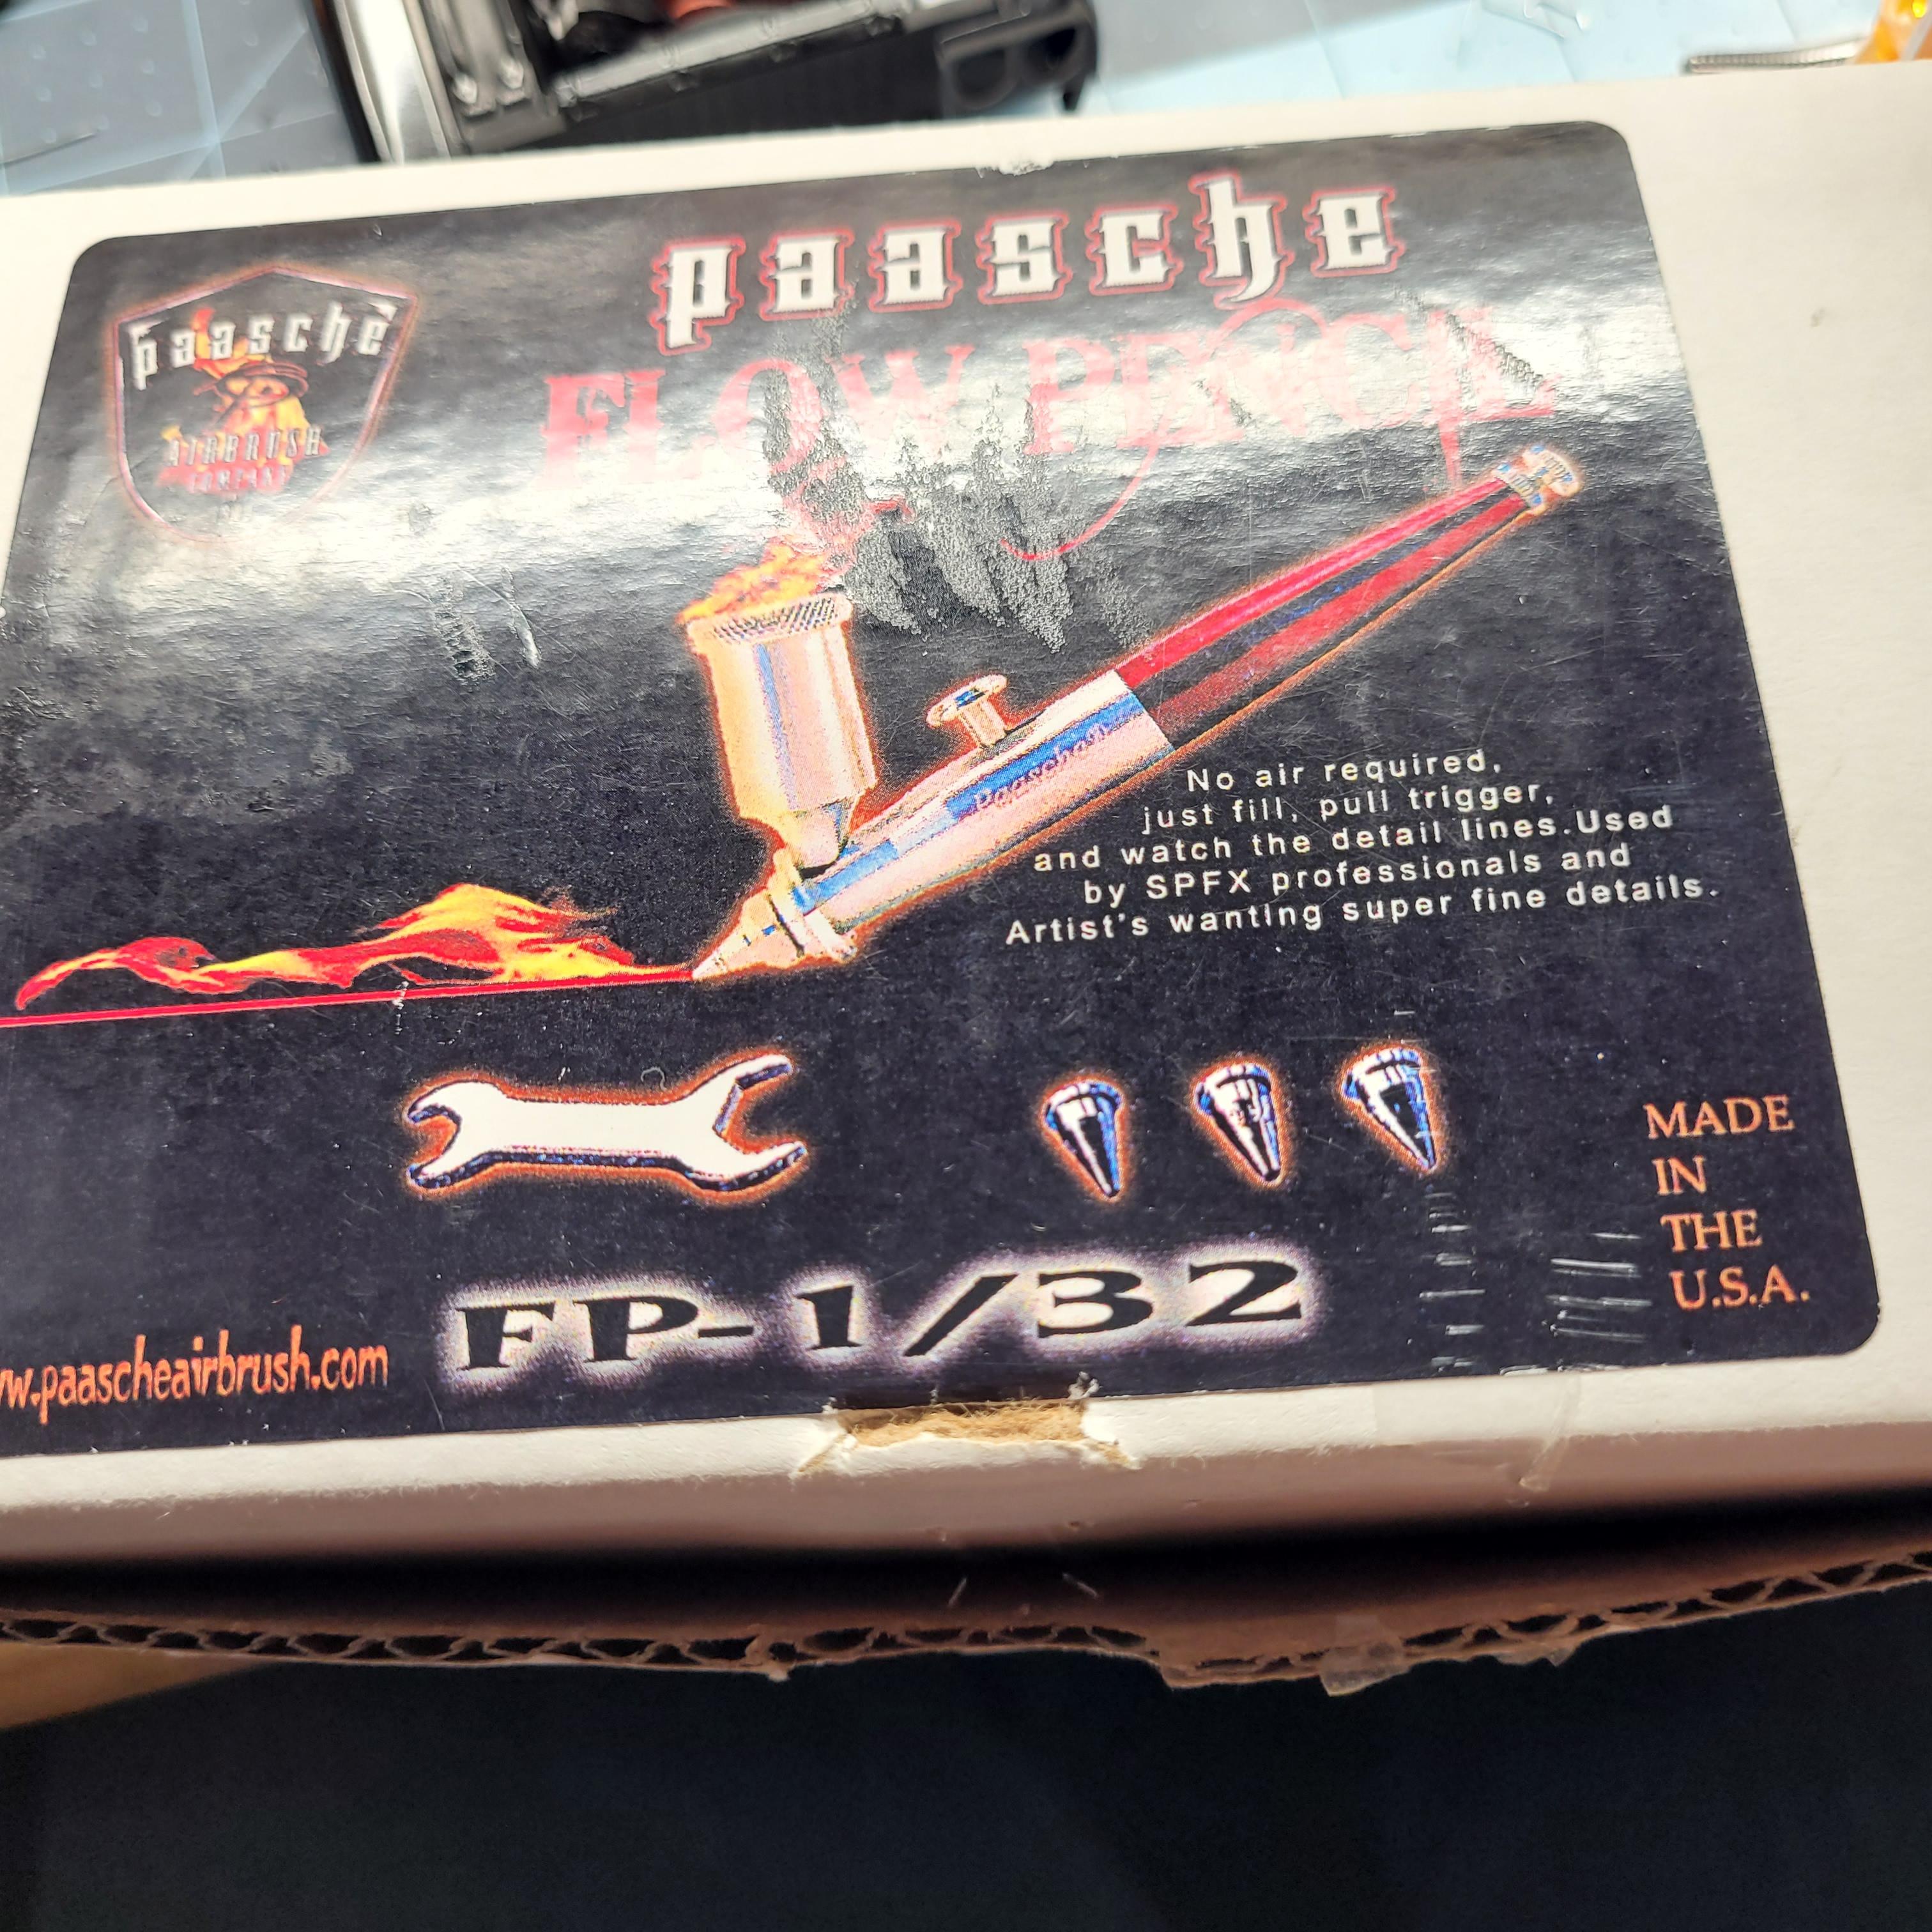 paasche
AIRBRUSH
COMPANY
paasche
FLOW PENCIL
Paasche
No air required,
just fill, pull trigger,
and watch the detail lines.Used
by SPFX professionals and
Artist's wanting super fine details.
FP-1/32
MADE
IN
THE
U.S.A.
w.paascheairbrush.com